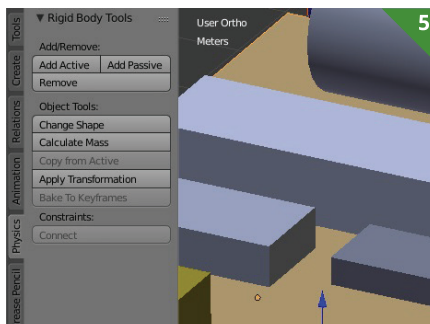 Tools
Create
Relations
Animation
Physics
rease Pencil
▼ Rigid Body Tools
Add/Remove:
Add Active Add Passive
Remove
Object Tools:
Change Shape
Calculate Mass
Copy from Active
Apply Transformation
Bake To Keyframes
Constraints:
Connect
User Ortho
Meters
5